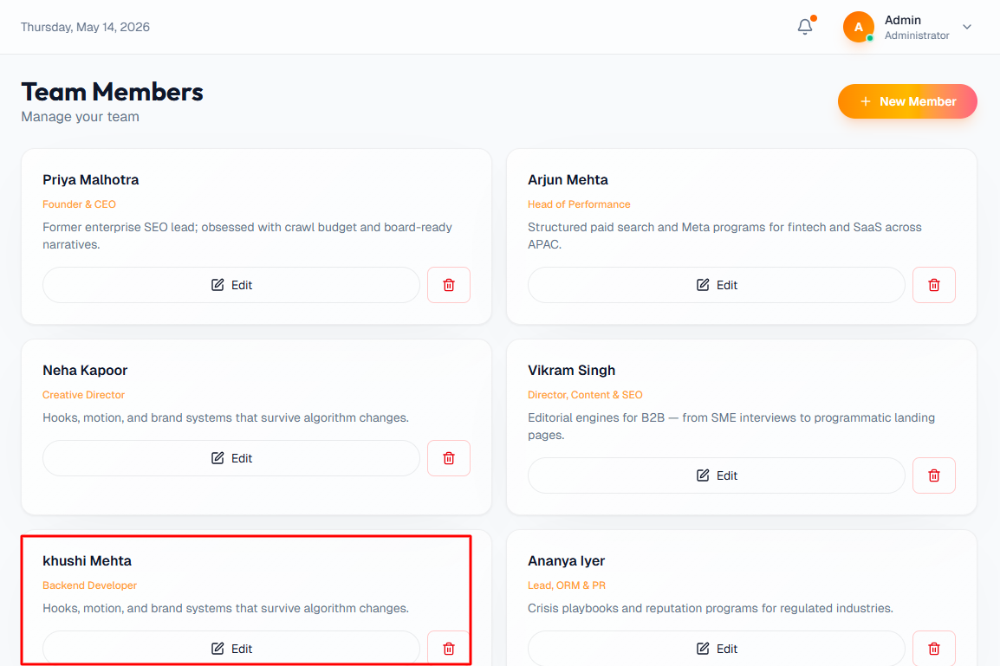 Thursday, May 14, 2026
A
Admin
Administrator
Team Members
Manage your team
+ New Member
Priya Malhotra
Founder & CEO
Former enterprise SEO lead; obsessed with crawl budget and board-ready
narratives.
Edit
Arjun Mehta
Head of Performance
Structured paid search and Meta programs for fintech and SaaS across
APAC.
Edit
Neha Kapoor
Creative Director
Hooks, motion, and brand systems that survive algorithm changes.
Edit
Vikram Singh
Director, Content & SEO
Editorial engines for B2B — from SME interviews to programmatic landing
pages.
Edit
khushi Mehta
Backend Developer
Hooks, motion, and brand systems that survive algorithm changes.
Edit
Ananya Iyer
Lead, ORM & PR
Crisis playbooks and reputation programs for regulated industries.
Edit